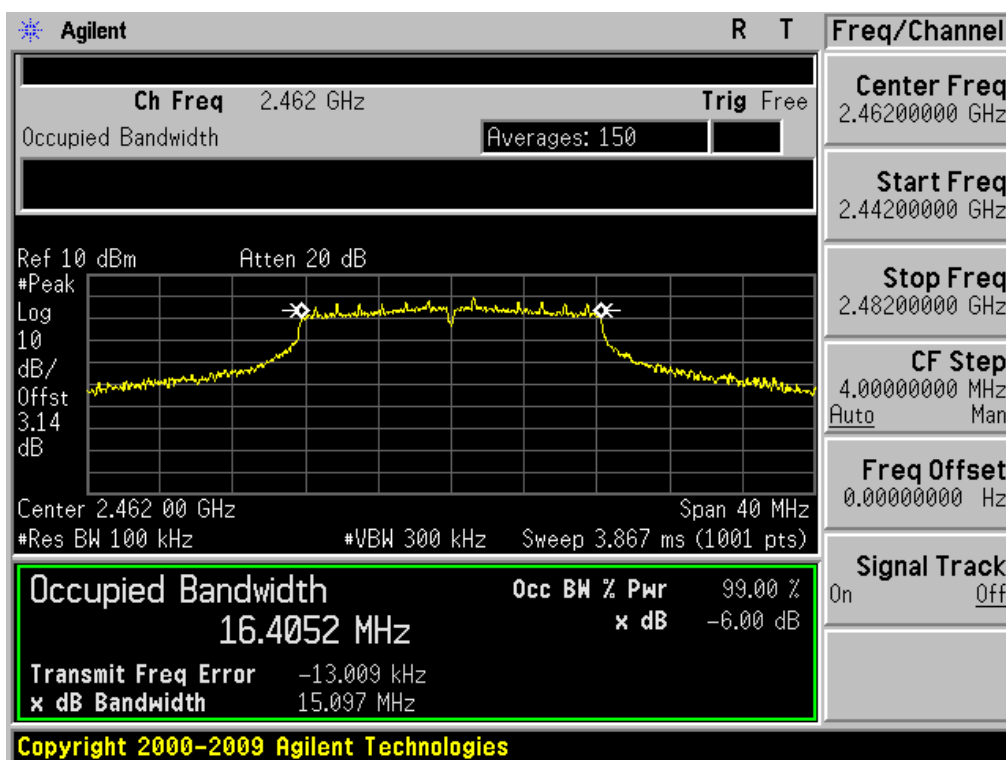 Agilent R T
Ch Freq 2.462 GHz Trig Free
Occupied Bandwidth Averages: 150
Ref 10 dBm Atten 20 dB
#Peak
Log
10
dB/
Offst
3.14
dB
Center 2.462 00 GHz Span 40 MHz
#Res BW 100 kHz #VBW 300 kHz Sweep 3.867 ms (1001 pts)
Occupied Bandwidth Occ BW % Pwr 99.00 %
16.4052 MHz x dB -6.00 dB
Transmit Freq Error -13.009 kHz
x dB Bandwidth 15.097 MHz
Copyright 2000-2009 Agilent Technologies
Freq/Channel
Center Freq
2.46200000 GHz
Start Freq
2.44200000 GHz
Stop Freq
2.48200000 GHz
CF Step
4.00000000 MHz
Auto Man
Freq Offset
0.00000000 Hz
Signal Track
On Off